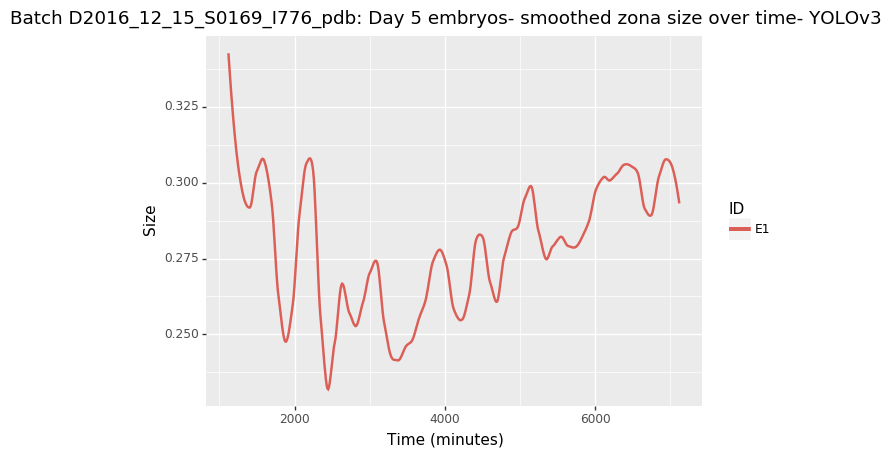 Batch D2016_12_15_S0169_I776_pdb: Day 5 embryos- smoothed zona size over time- YOLOv3
0.325
0.300
0.275
0.250
Size
2000
4000
6000
Time (minutes)
ID
E1